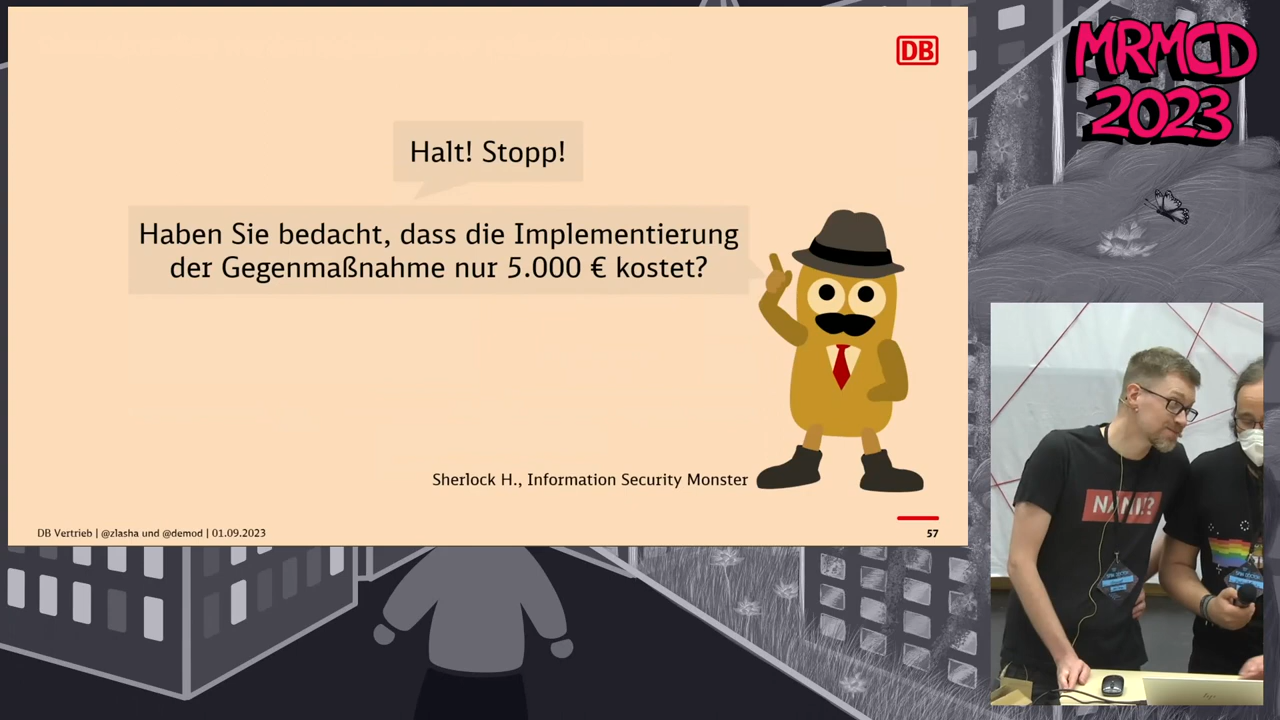 DB
MRMCD
2023
Halt! Stopp!
Haben Sie bedacht, dass die Implementierung
der Gegenmaßnahme nur 5.000 € kostet?
Sherlock H., Information Security Monster
DB Vertrieb | @zlasha und @demod | 01.09.2023
57
NANI!?